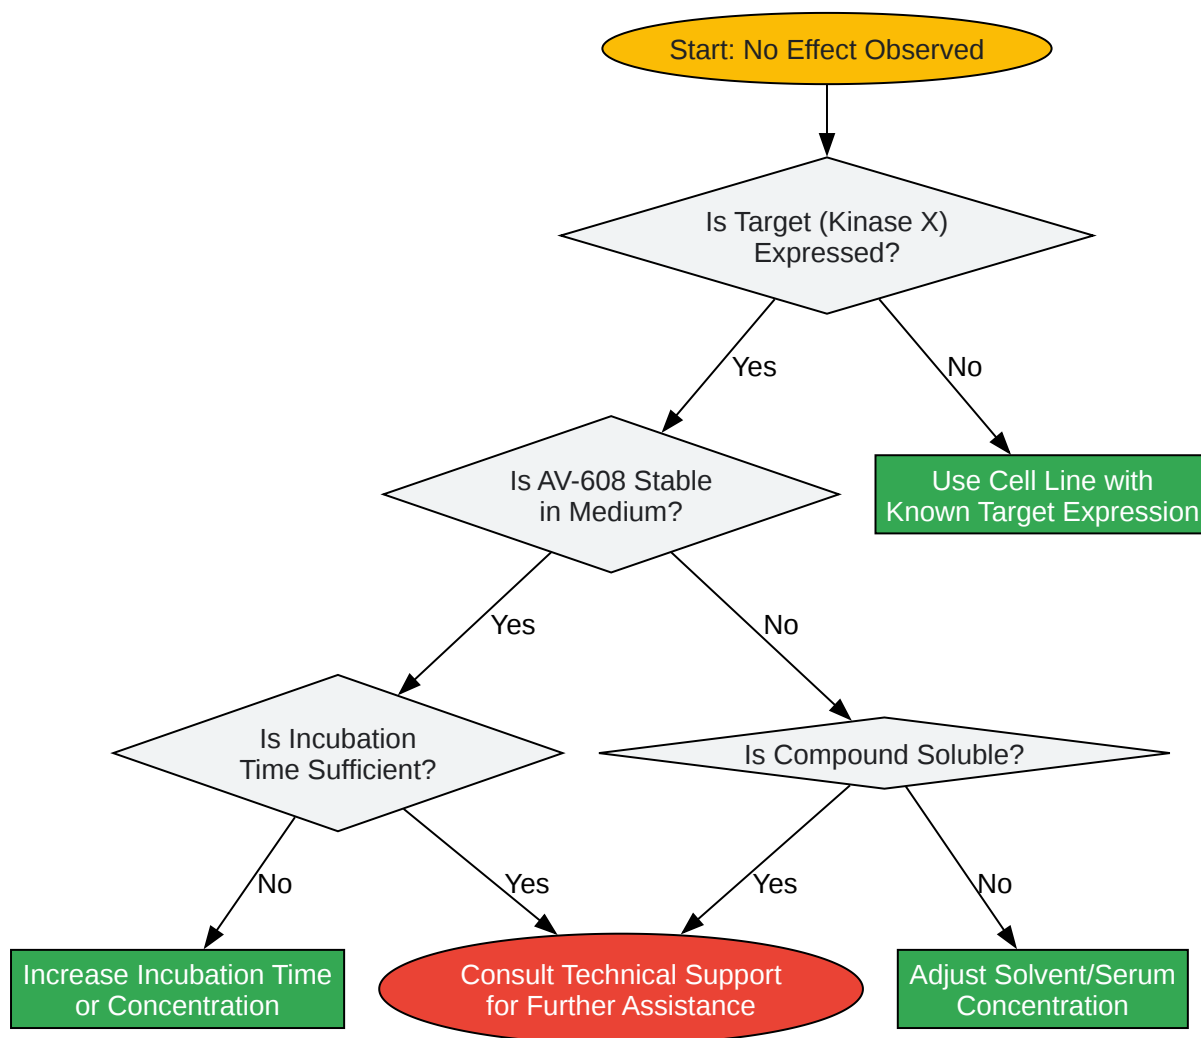 Start: No Effect Observed
Is Target (Kinase X)
Expressed?
Yes
No
Is AV-608 Stable
in Medium?
Use Cell Line with
Known Target Expression
Yes
No
Is Incubation
Time Sufficient?
Is Compound Soluble?
No
Yes
Yes
No
Increase Incubation Time
or Concentration
Consult Technical Support
for Further Assistance
Adjust Solvent/Serum
Concentration